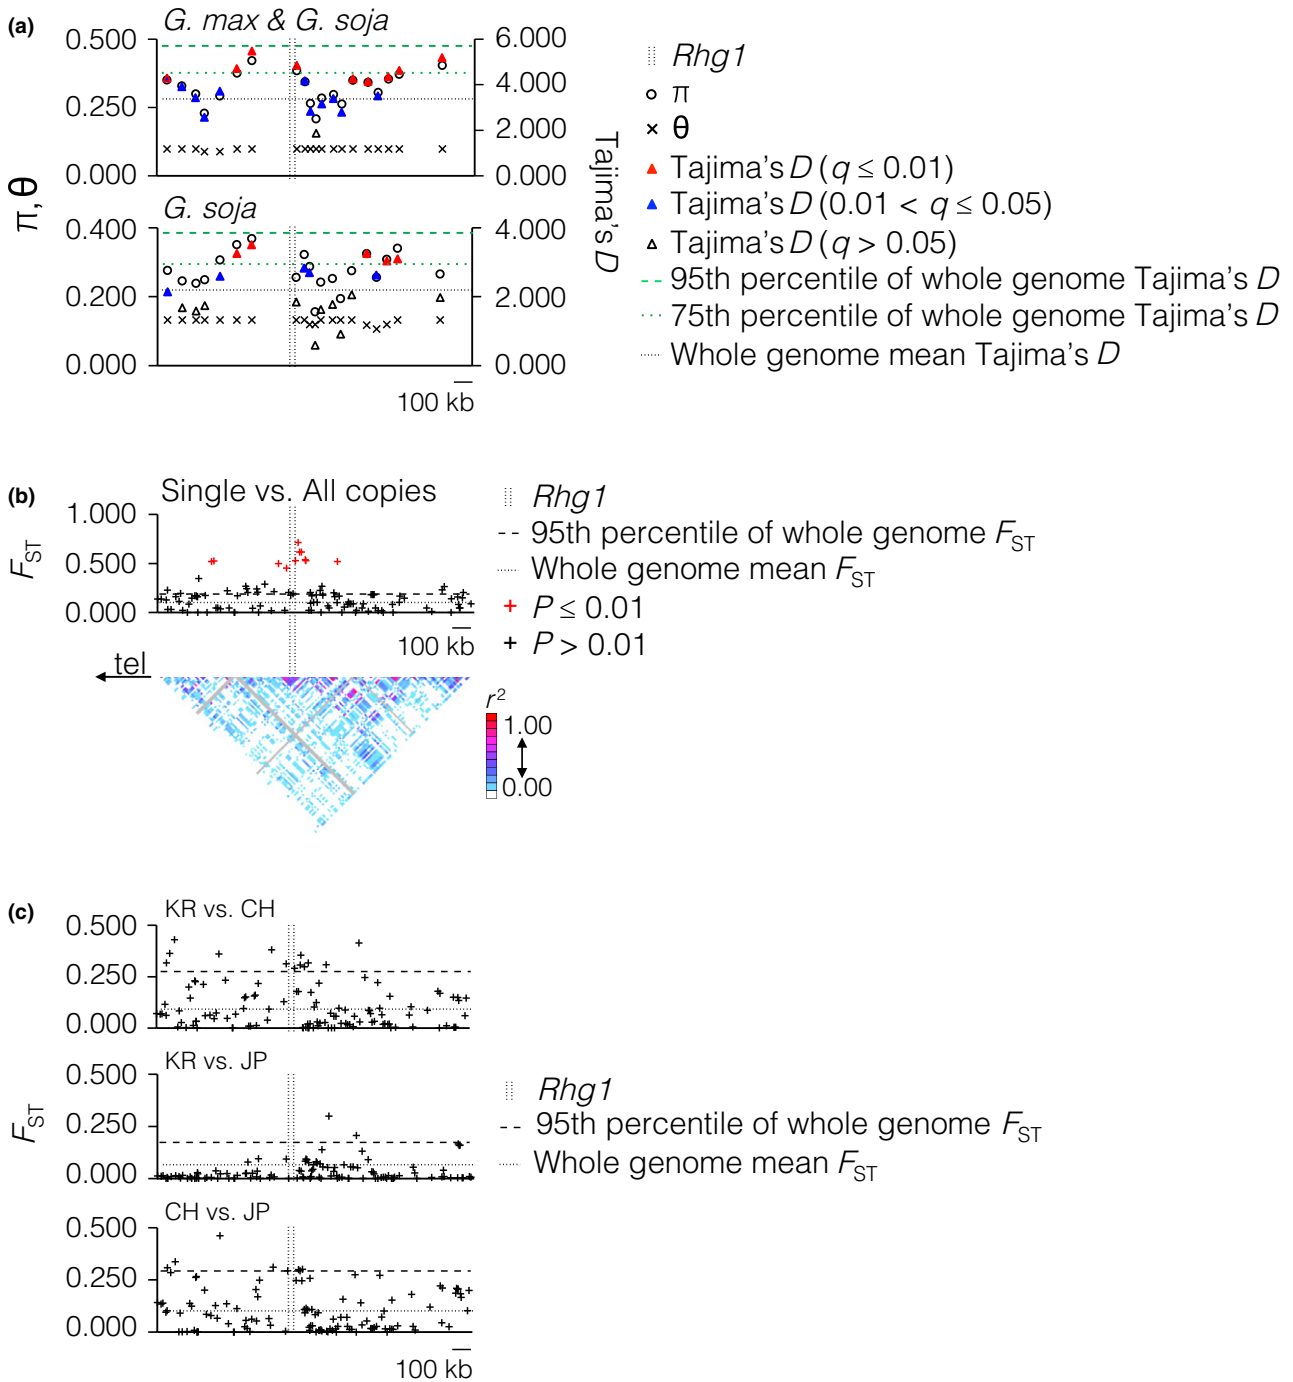 (a)
G. max & G. soja
0.500
0.250
0.000
6.000
4.000
2.000
0.000
G. soja
0.400
0.200
0.000
4.000
2.000
0.000
π, θ
Tajima's D
100 kb
Rhg1
π
θ
Tajima's D (q ≤ 0.01)
Tajima's D (0.01 < q ≤ 0.05)
Tajima's D (q > 0.05)
95th percentile of whole genome Tajima's D
75th percentile of whole genome Tajima's D
Whole genome mean Tajima's D
(b)
Single vs. All copies
1.000
0.500
0.000
FST
100 kb
Rhg1
95th percentile of whole genome FST
Whole genome mean FST
P ≤ 0.01
P > 0.01
tel
r2
1.00
0.00
(c)
KR vs. CH
0.500
0.250
0.000
KR vs. JP
0.500
0.250
0.000
FST
CH vs. JP
0.500
0.250
0.000
100 kb
Rhg1
95th percentile of whole genome FST
Whole genome mean FST